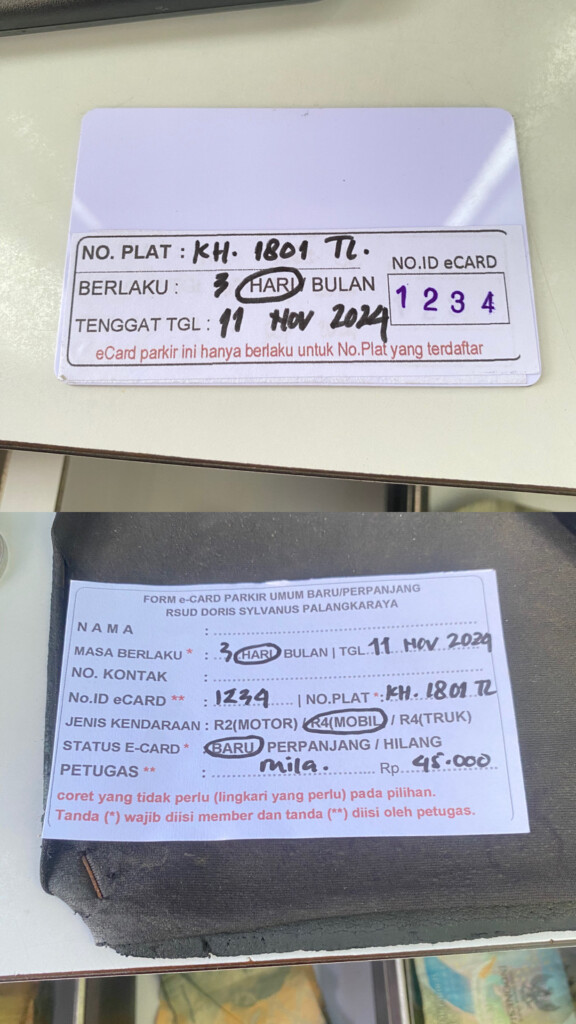 NO. PLAT : KH. 1801 TL.
BERLAKU : 3 HARI / BULAN
NO.ID eCARD
1 2 3 4
TENGGAT TGL : 11 NOV 2024
eCard parkir ini hanya berlaku untuk No.Plat yang terdaftar
FORM e-CARD PARKIR UMUM BARU/PERPANJANG
RSUD DORIS SYLVANUS PALANGKARAYA
N A M A :
MASA BERLAKU * : 3 HARI BULAN | TGL. 11 NOV 2024
NO. KONTAK :
No.ID eCARD ** : 1234 | NO.PLAT * : KH. 1801 TL
JENIS KENDARAAN : R2(MOTOR) / R4(MOBIL) / R4(TRUK)
STATUS E-CARD * : BARU / PERPANJANG / HILANG
PETUGAS ** : mila. Rp. 45.000
coret yang tidak perlu (lingkari yang perlu) pada pilihan.
Tanda (*) wajib diisi member dan tanda (**) diisi oleh petugas.